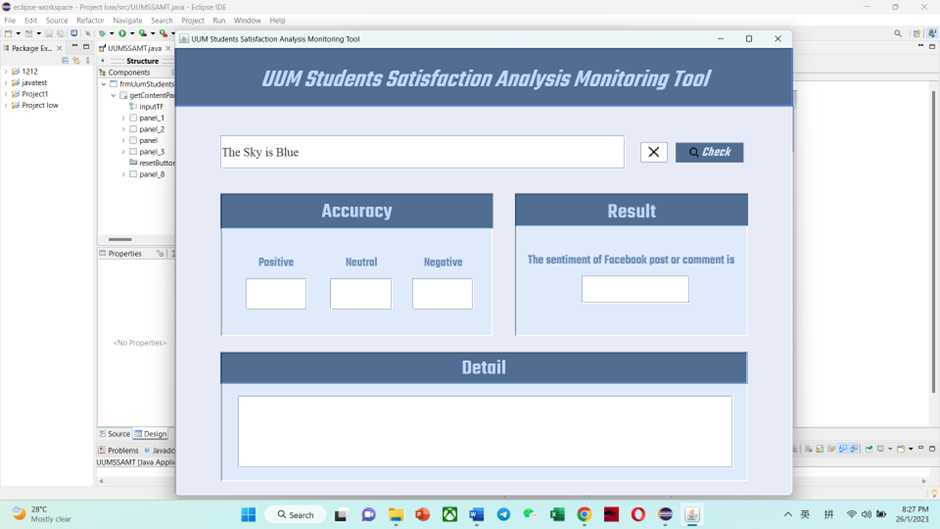 eclipse-workspace - Project low/src/UUMSSAMT.java - Eclipse IDE
File Edit Source Refactor Navigate Search Project Run Window Help
Package Ex...
UUMSSAMT.java
1212
javatest
Project1
Project low
Structure
Components
frmUumStudents
getContentPa
inputTF
panel_1
panel_2
panel
panel_3
resetButto
panel_8
Properties
<No Properties>
Source Design
Problems Javado
UUMSSAMT [Java Applic
UUM Students Satisfaction Analysis Monitoring Tool
UUM Students Satisfaction Analysis Monitoring Tool
The Sky is Blue
Check
Accuracy
Positive Neutral Negative
Result
The sentiment of Facebook post or comment is
Detail
28°C
Mostly clear
Search
英 拼
8:27 PM
26/1/2023